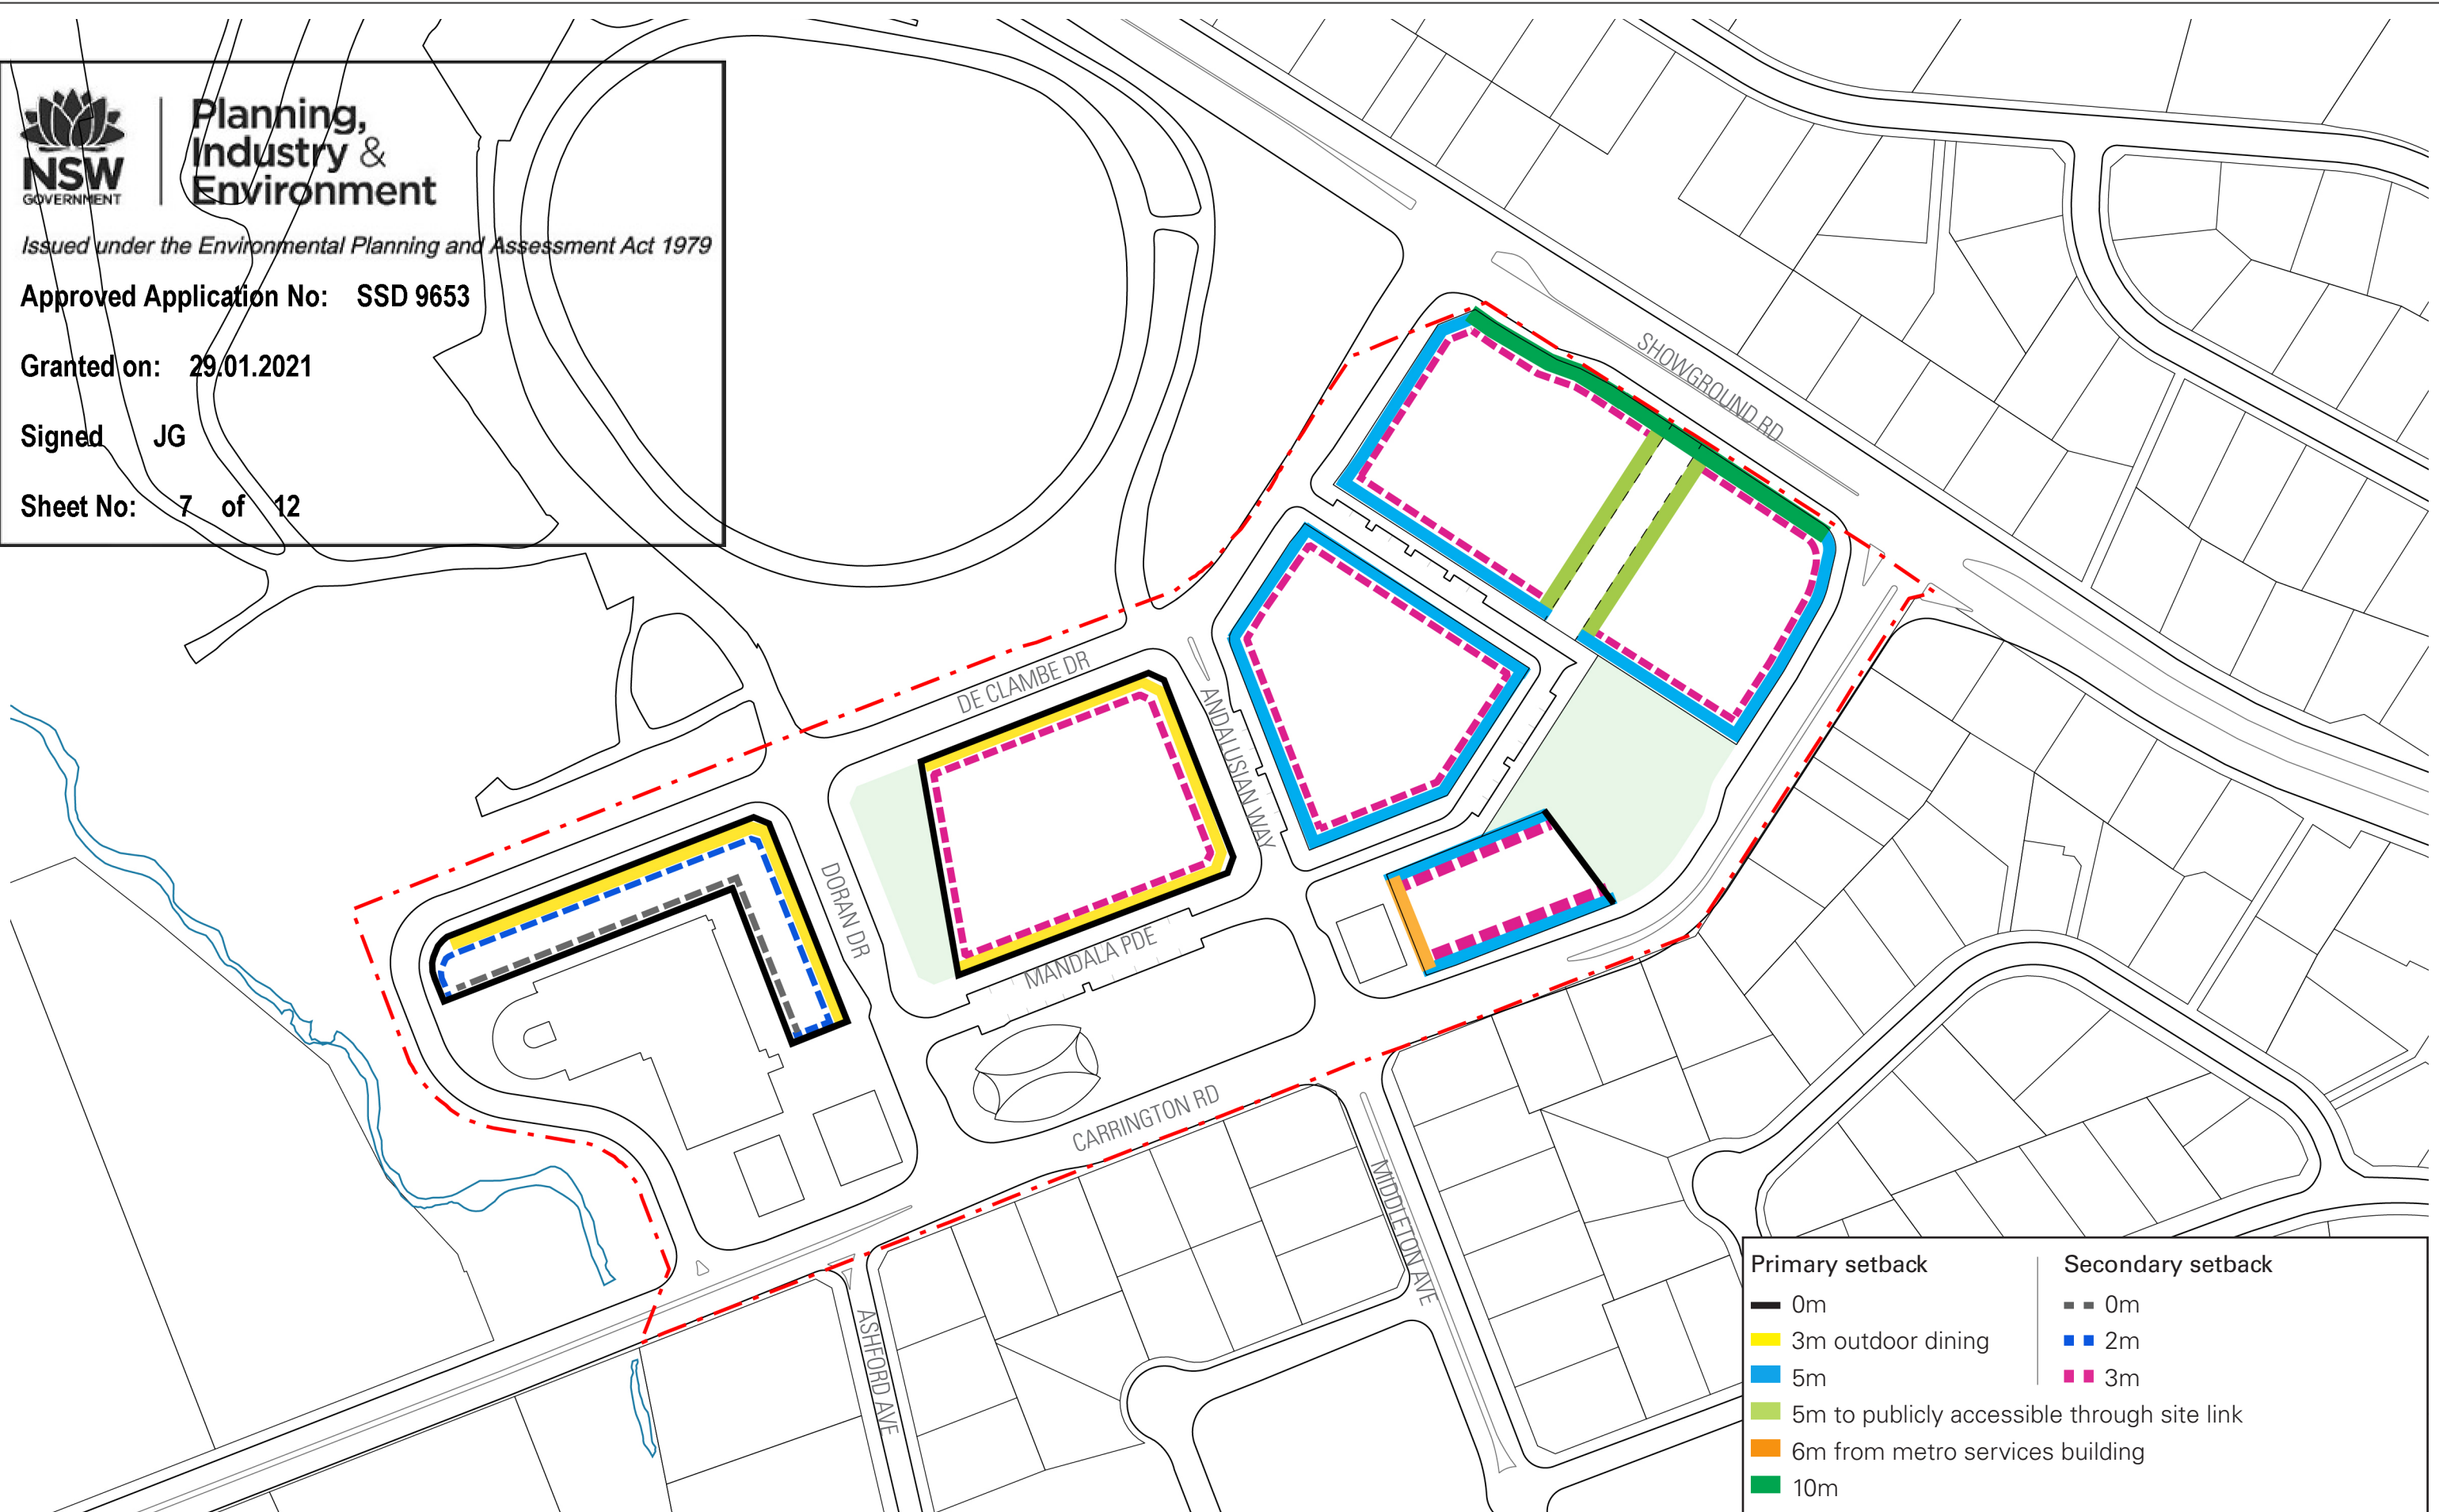 NSW
GOVERNMENT
Planning,
Industry &
Environment
Issued under the Environmental Planning and Assessment Act 1979
Approved Application No: SSD 9653
Granted on: 29.01.2021
Signed JG
Sheet No: 7 of 12
SHOWGROUND RD
DE CLAMBE DR
ANDALUSIAN WAY
DORAN DR
MANDALA PDE
CARRINGTON RD
MIDDLETON AVE
ASHFORD AVE
Primary setback
0m
3m outdoor dining
5m
5m to publicly accessible through site link
6m from metro services building
10m
Secondary setback
0m
2m
3m